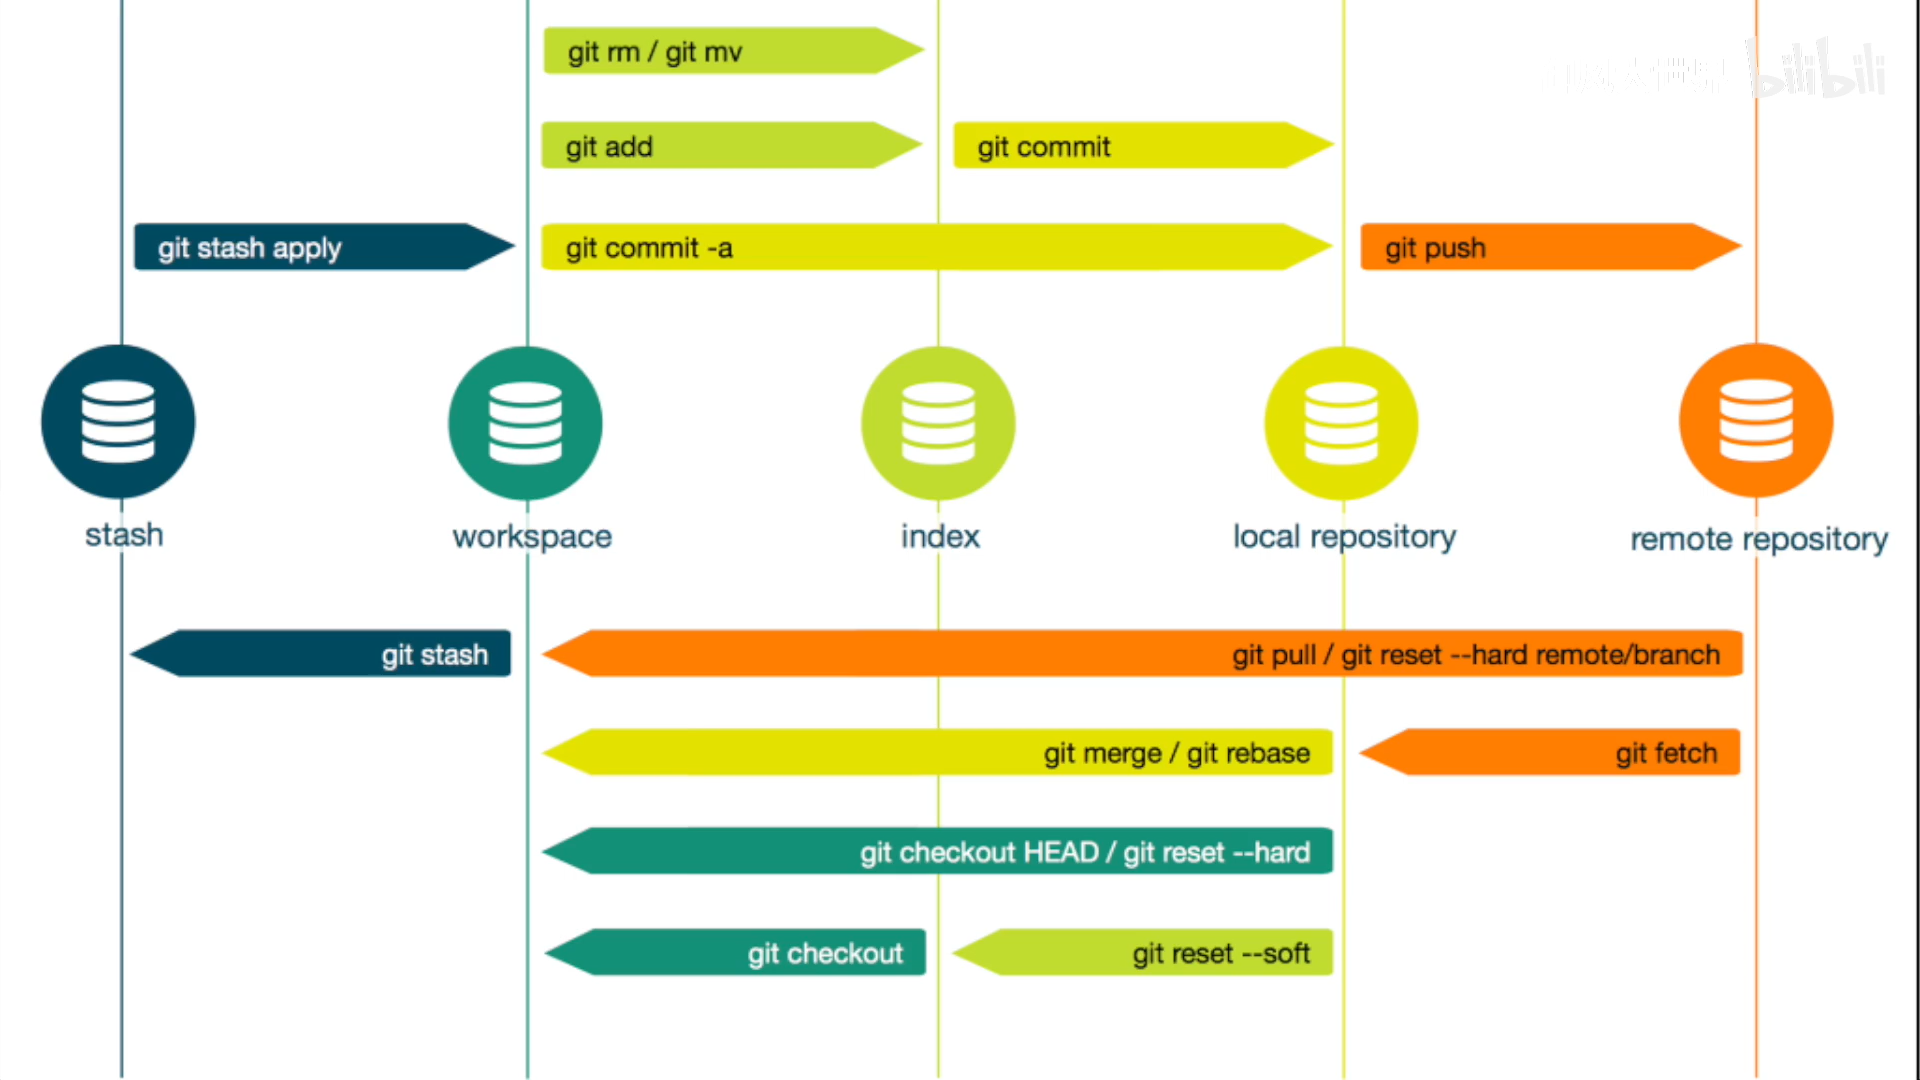 git rm / git mv
bilibili
git add
git commit
git stash apply
git commit -a
git push
stash
workspace
index
local repository
remote repository
git stash
git pull / git reset --hard remote/branch
git merge / git rebase
git fetch
git checkout HEAD / git reset --hard
git checkout
git reset --soft